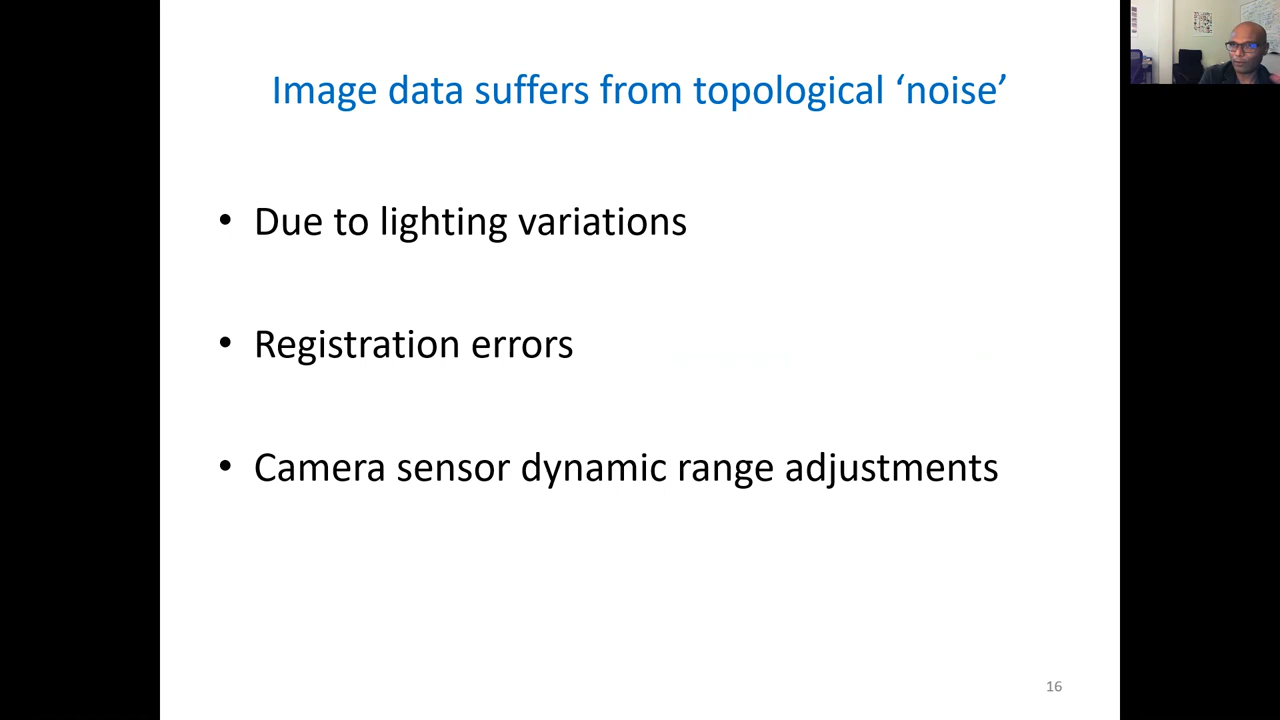 Image data suffers from topological ‘noise’
• Due to lighting variations
• Registration errors
• Camera sensor dynamic range adjustments
16